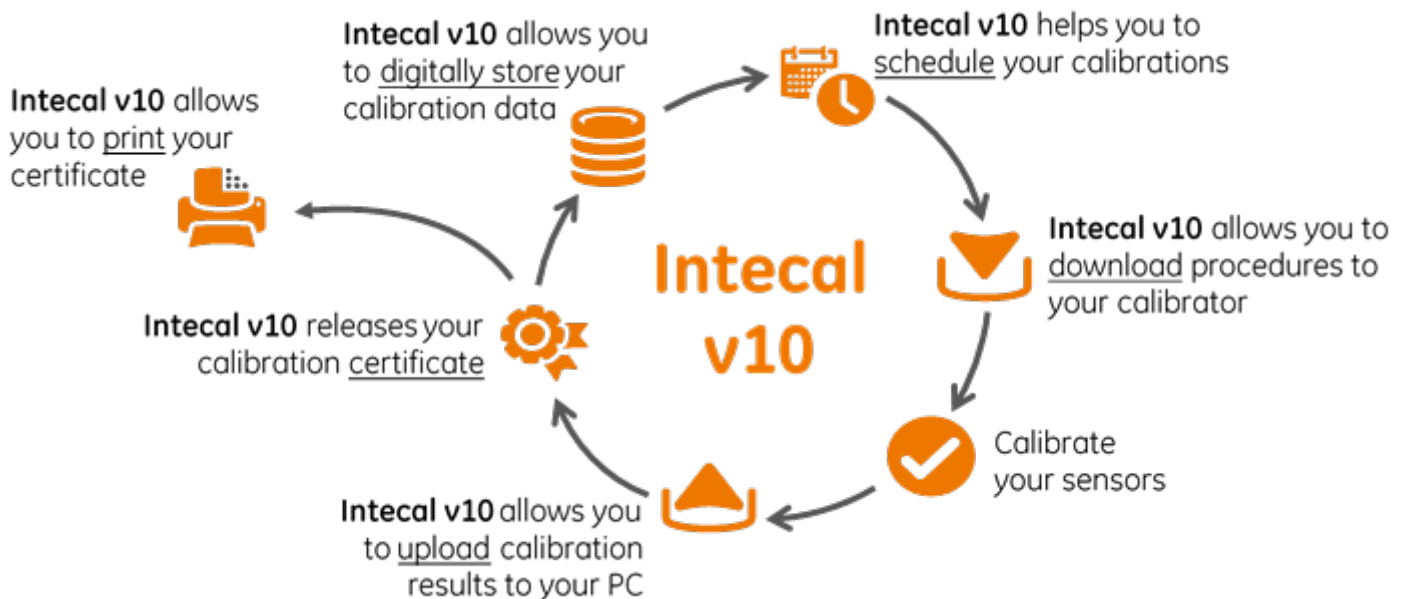 Intecal v10 allows you
to digitally store your
calibration data
Intecal v10 helps you to
schedule your calibrations
Intecal v10 allows
you to print your
certificate
Intecal v10 allows you to
download procedures to
your calibrator
Intecal
v10
Intecal v10 releases your
calibration certificate
Calibrate
your sensors
Intecal v10 allows you
to upload calibration
results to your PC